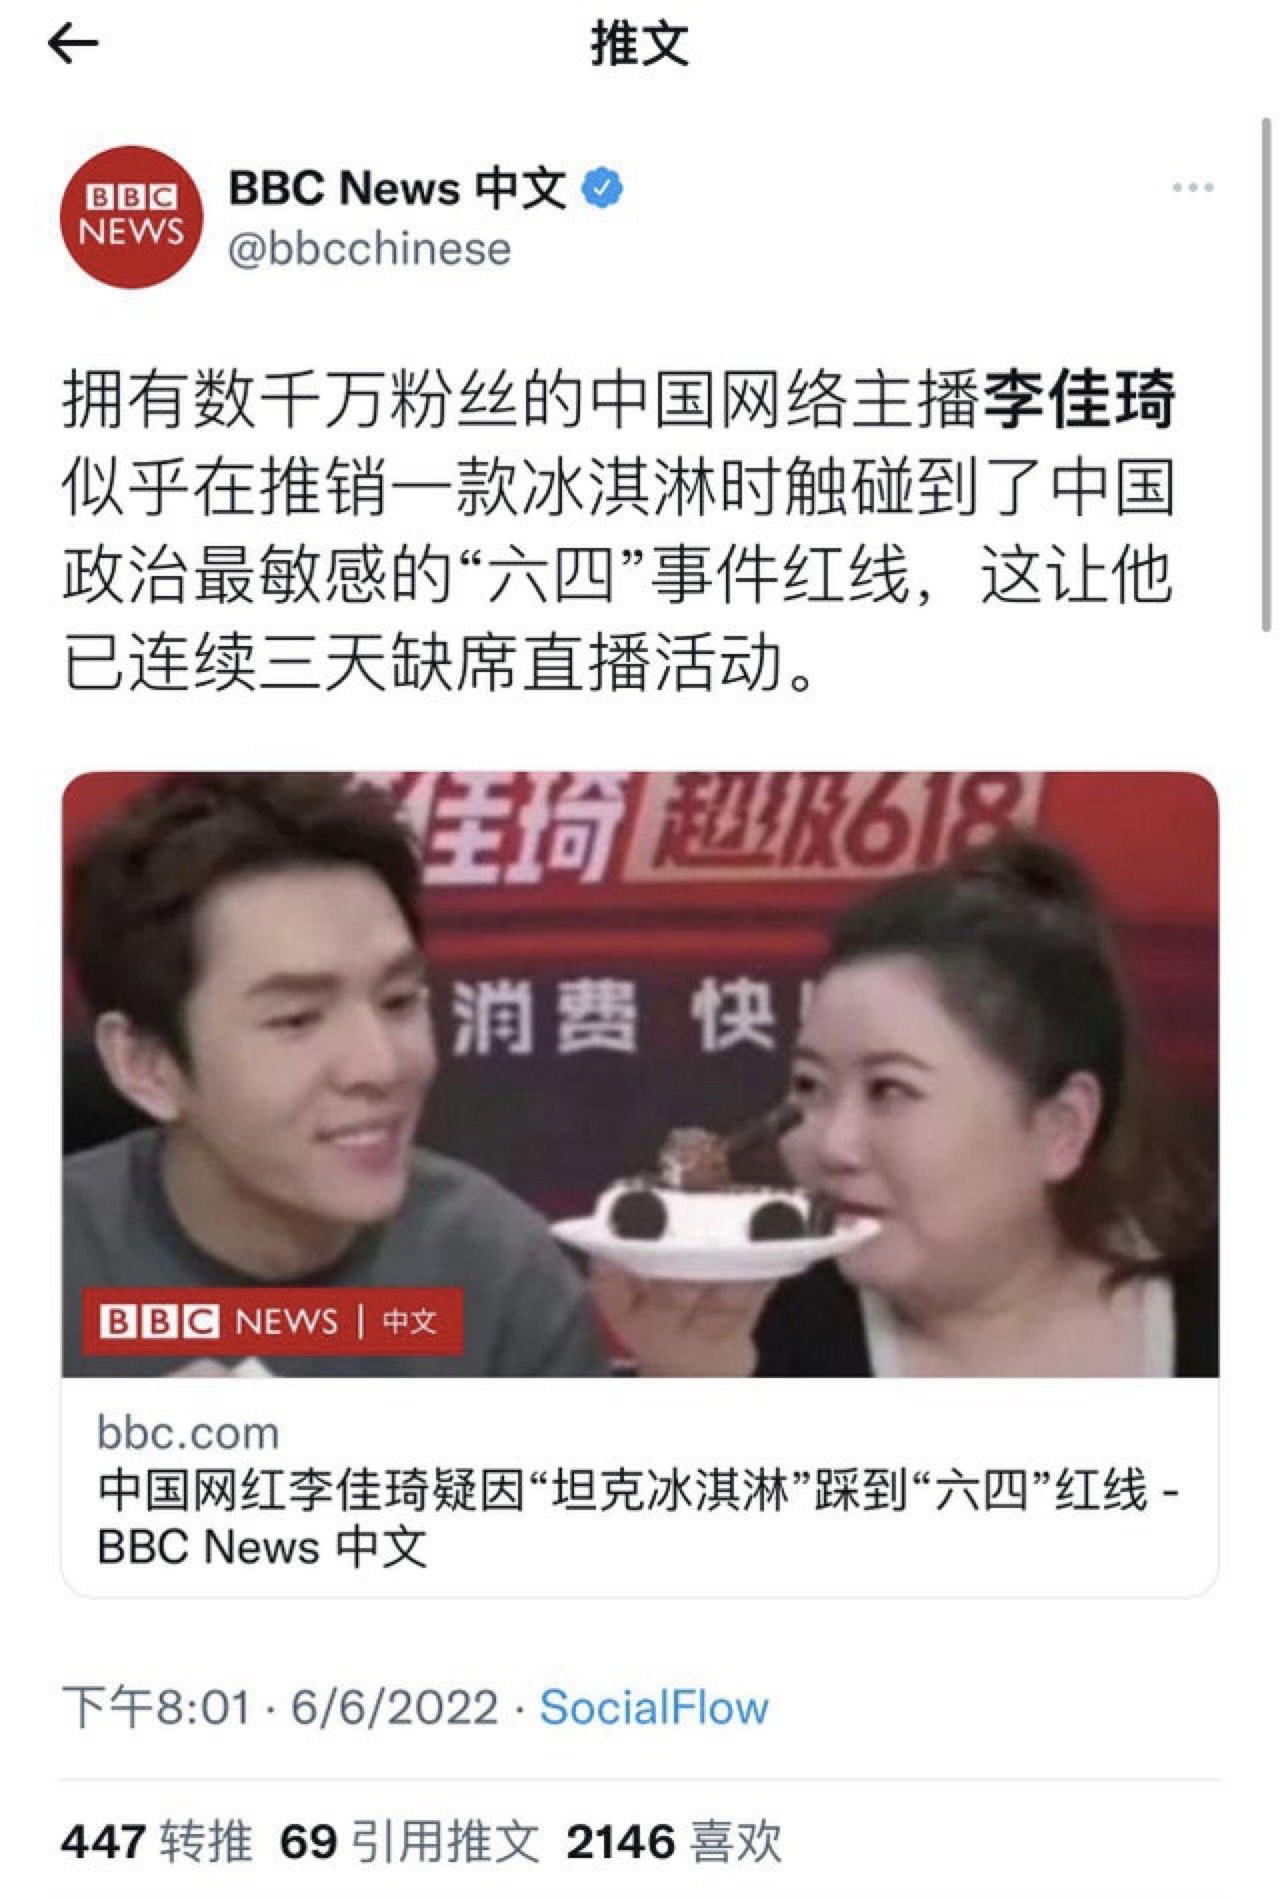 推文
BBC
NEWS
BBC News 中文
@bbcchinese
拥有数千万粉丝的中国网络主播李佳琦
似乎在推销一款冰淇淋时触碰到了中国
政治最敏感的“六四”事件红线，这让他
已连续三天缺席直播活动。
佳琦 超级618
消费 快
BBC NEWS | 中文
bbc.com
中国网红李佳琦疑因“坦克冰淇淋”踩到“六四”红线 -
BBC News 中文
下午8:01 · 6/6/2022 · SocialFlow
447 转推 69 引用推文 2146 喜欢